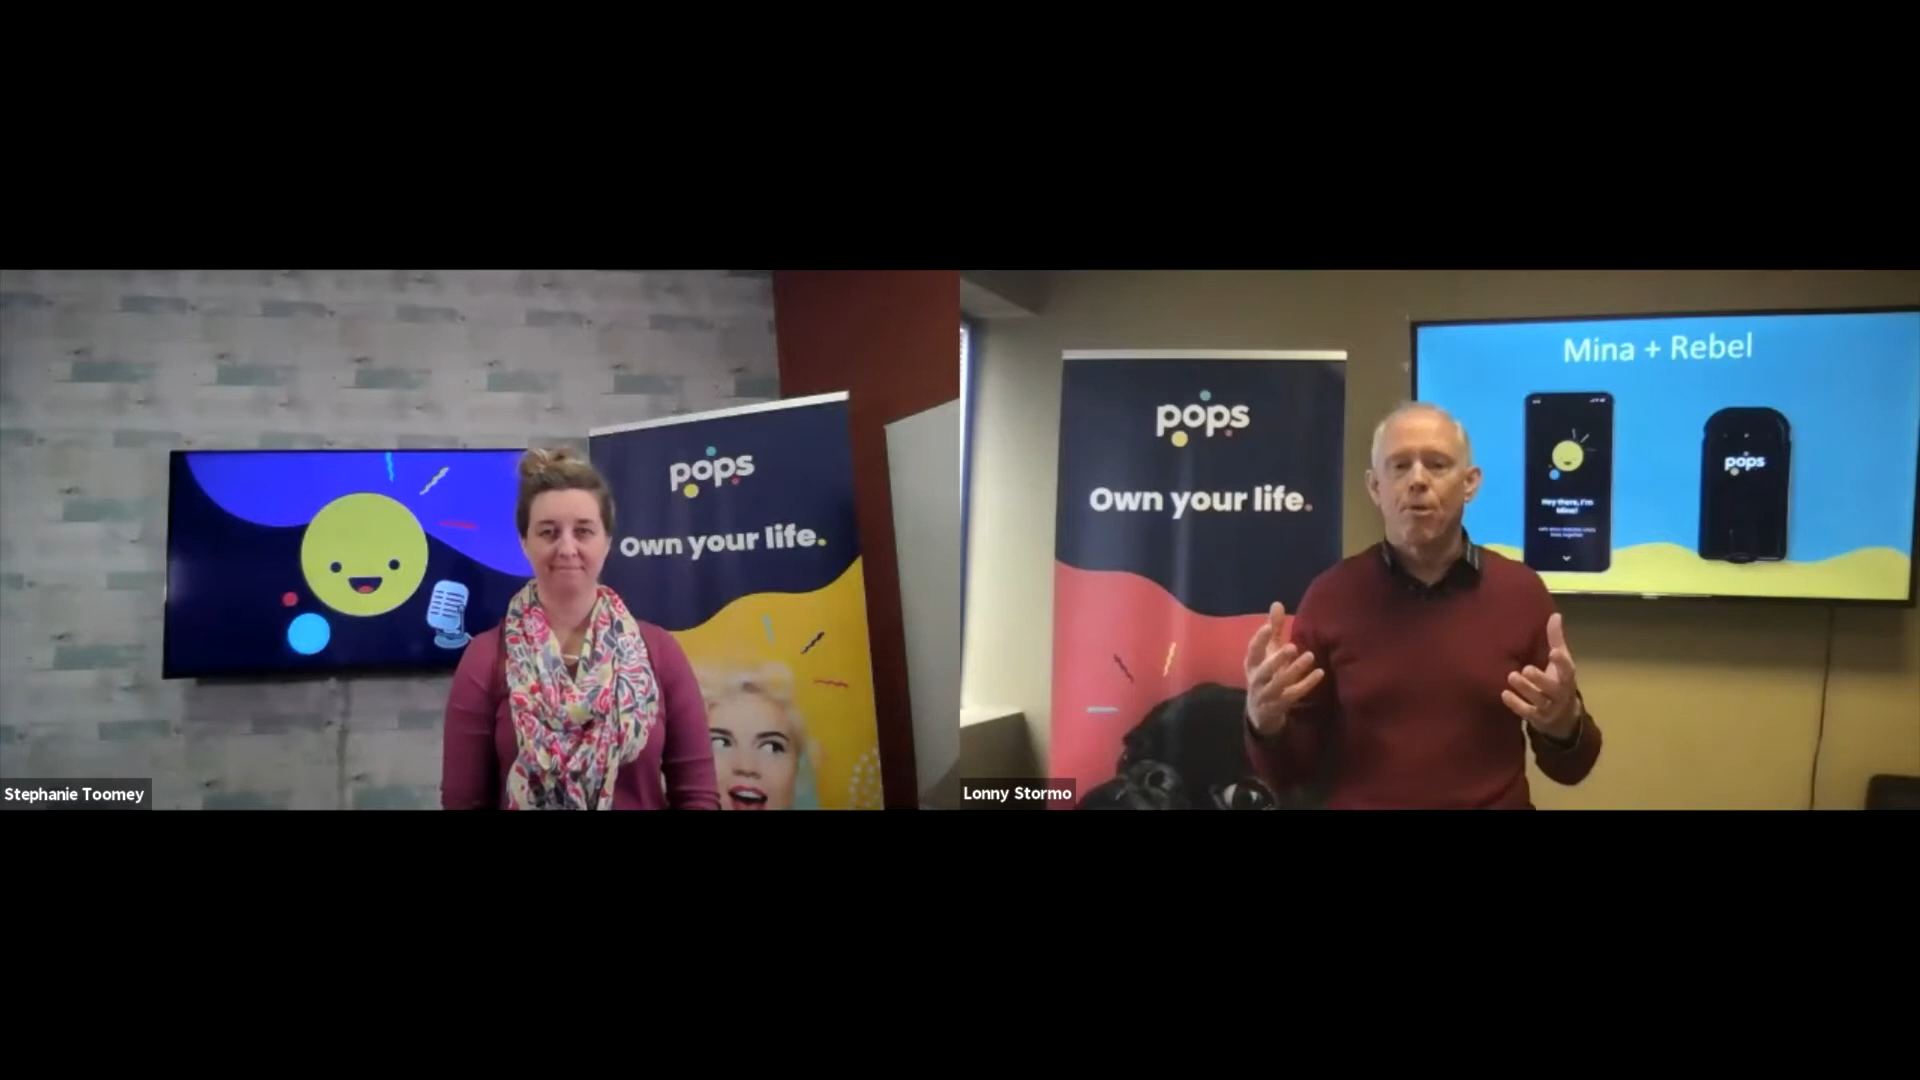 pops
Own your life.
Stephanie Toomey
pops
Own your life.
Mina + Rebel
Hey there, I'm
Mina!
pops
Lonny Stormo